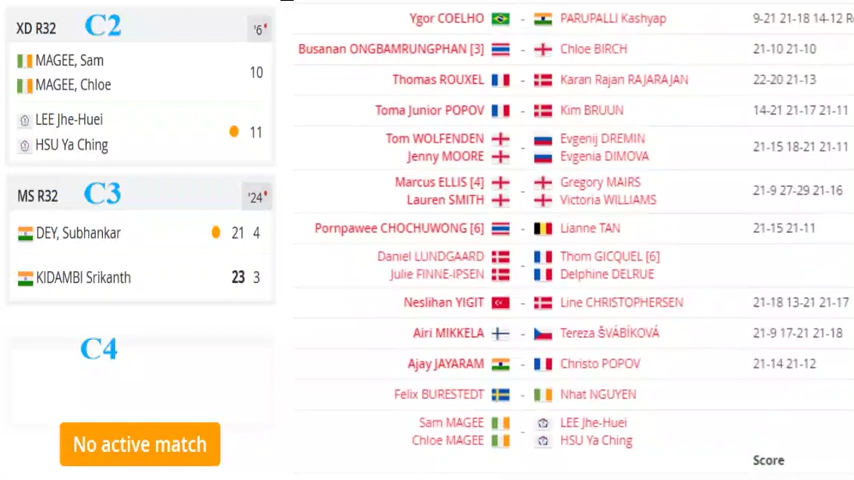 XD R32 C2 '6
MAGEE, Sam
MAGEE, Chloe
10
LEE Jhe-Huei
HSU Ya Ching
11
MS R32 C3 '24
DEY, Subhankar 21 4
KIDAMBI Srikanth 23 3
C4
No active match
Ygor COELHO - PARUPALLI Kashyap 9-21 21-18 14-12 R
Busanan ONGBAMRUNGPHAN [3] - Chloe BIRCH 21-10 21-10
Thomas ROUXEL - Karan Rajan RAJARAJAN 22-20 21-13
Toma Junior POPOV - Kim BRUUN 14-21 21-17 21-11
Tom WOLFENDEN Evgenij DREMIN
- 21-15 18-21 21-11
Jenny MOORE Evgenia DIMOVA
Marcus ELLIS [4] Gregory MAIRS
- 21-9 27-29 21-16
Lauren SMITH Victoria WILLIAMS
Pornpawee CHOCHUWONG [6] - Lianne TAN 21-15 21-11
Daniel LUNDGAARD Thom GICQUEL [6]
-
Julie FINNE-IPSEN Delphine DELRUE
Neslihan YIGIT - Line CHRISTOPHERSEN 21-18 13-21 21-17
Airi MIKKELA - Tereza ŠVÁBÍKOVÁ 21-9 17-21 21-18
Ajay JAYARAM - Christo POPOV 21-14 21-12
Felix BURESTEDT - Nhat NGUYEN
Sam MAGEE LEE Jhe-Huei
-
Chloe MAGEE HSU Ya Ching
Score